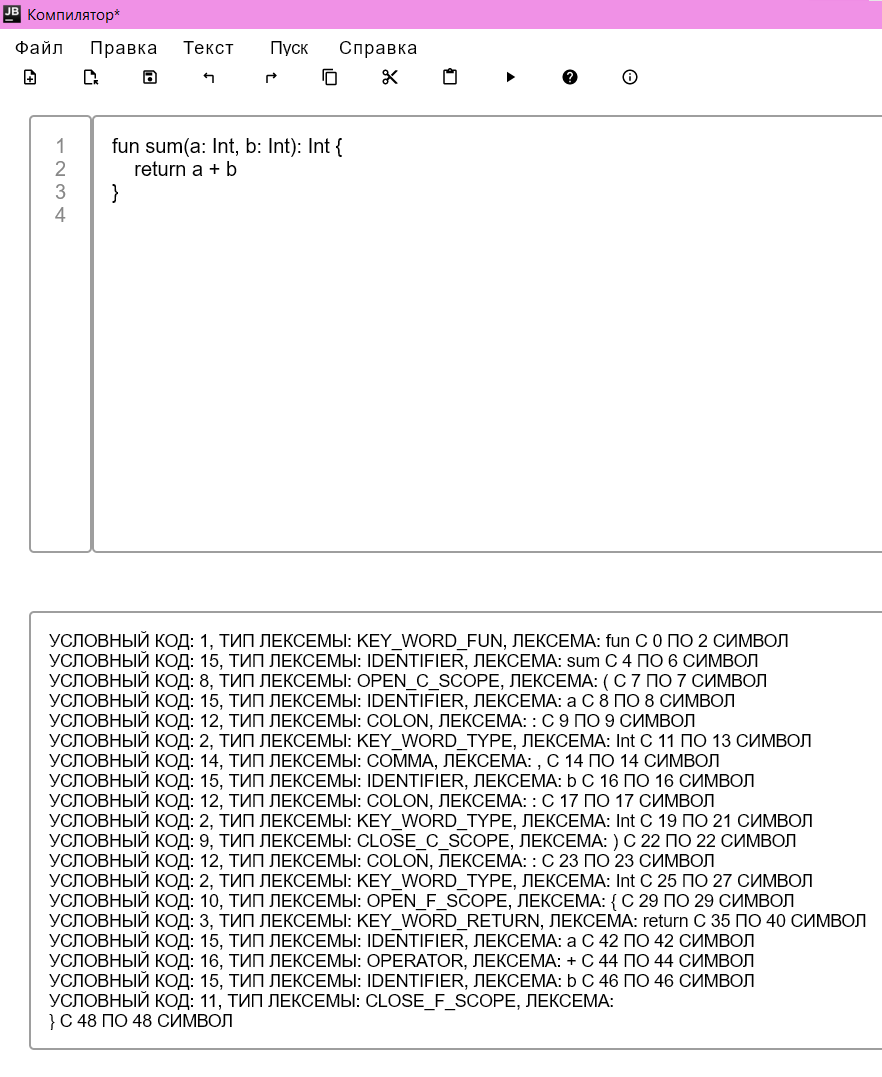 JB
Компилятор*
Файл Правка Текст Пуск Справка
1 fun sum(a: Int, b: Int): Int {
2 return a + b
3 }
4
УСЛОВНЫЙ КОД: 1, ТИП ЛЕКСЕМЫ: KEY_WORD_FUN, ЛЕКСЕМА: fun С 0 ПО 2 СИМВОЛ
УСЛОВНЫЙ КОД: 15, ТИП ЛЕКСЕМЫ: IDENTIFIER, ЛЕКСЕМА: sum С 4 ПО 6 СИМВОЛ
УСЛОВНЫЙ КОД: 8, ТИП ЛЕКСЕМЫ: OPEN_C_SCOPE, ЛЕКСЕМА: ( С 7 ПО 7 СИМВОЛ
УСЛОВНЫЙ КОД: 15, ТИП ЛЕКСЕМЫ: IDENTIFIER, ЛЕКСЕМА: a С 8 ПО 8 СИМВОЛ
УСЛОВНЫЙ КОД: 12, ТИП ЛЕКСЕМЫ: COLON, ЛЕКСЕМА: : С 9 ПО 9 СИМВОЛ
УСЛОВНЫЙ КОД: 2, ТИП ЛЕКСЕМЫ: KEY_WORD_TYPE, ЛЕКСЕМА: Int С 11 ПО 13 СИМВОЛ
УСЛОВНЫЙ КОД: 14, ТИП ЛЕКСЕМЫ: COMMA, ЛЕКСЕМА: , С 14 ПО 14 СИМВОЛ
УСЛОВНЫЙ КОД: 15, ТИП ЛЕКСЕМЫ: IDENTIFIER, ЛЕКСЕМА: b С 16 ПО 16 СИМВОЛ
УСЛОВНЫЙ КОД: 12, ТИП ЛЕКСЕМЫ: COLON, ЛЕКСЕМА: : С 17 ПО 17 СИМВОЛ
УСЛОВНЫЙ КОД: 2, ТИП ЛЕКСЕМЫ: KEY_WORD_TYPE, ЛЕКСЕМА: Int С 19 ПО 21 СИМВОЛ
УСЛОВНЫЙ КОД: 9, ТИП ЛЕКСЕМЫ: CLOSE_C_SCOPE, ЛЕКСЕМА: ) С 22 ПО 22 СИМВОЛ
УСЛОВНЫЙ КОД: 12, ТИП ЛЕКСЕМЫ: COLON, ЛЕКСЕМА: : С 23 ПО 23 СИМВОЛ
УСЛОВНЫЙ КОД: 2, ТИП ЛЕКСЕМЫ: KEY_WORD_TYPE, ЛЕКСЕМА: Int С 25 ПО 27 СИМВОЛ
УСЛОВНЫЙ КОД: 10, ТИП ЛЕКСЕМЫ: OPEN_F_SCOPE, ЛЕКСЕМА: { С 29 ПО 29 СИМВОЛ
УСЛОВНЫЙ КОД: 3, ТИП ЛЕКСЕМЫ: KEY_WORD_RETURN, ЛЕКСЕМА: return С 35 ПО 40 СИМВОЛ
УСЛОВНЫЙ КОД: 15, ТИП ЛЕКСЕМЫ: IDENTIFIER, ЛЕКСЕМА: a С 42 ПО 42 СИМВОЛ
УСЛОВНЫЙ КОД: 16, ТИП ЛЕКСЕМЫ: OPERATOR, ЛЕКСЕМА: + С 44 ПО 44 СИМВОЛ
УСЛОВНЫЙ КОД: 15, ТИП ЛЕКСЕМЫ: IDENTIFIER, ЛЕКСЕМА: b С 46 ПО 46 СИМВОЛ
УСЛОВНЫЙ КОД: 11, ТИП ЛЕКСЕМЫ: CLOSE_F_SCOPE, ЛЕКСЕМА:
} С 48 ПО 48 СИМВОЛ